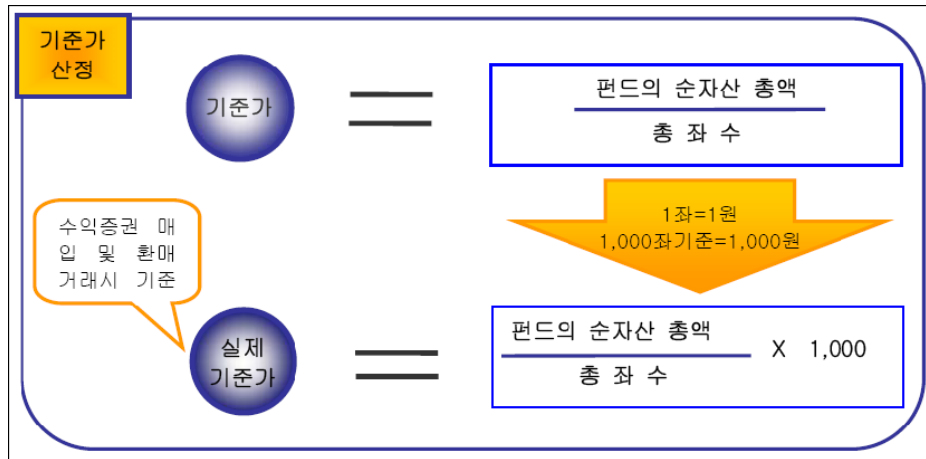 기준가
산정
기준가
=
펀드의 순자산 총액
총 좌 수
1좌=1원
1,000좌기준=1,000원
수익증권 매
입 및 환매
거래시 기준
실제
기준가
=
펀드의 순자산 총액
총 좌 수
X 1,000